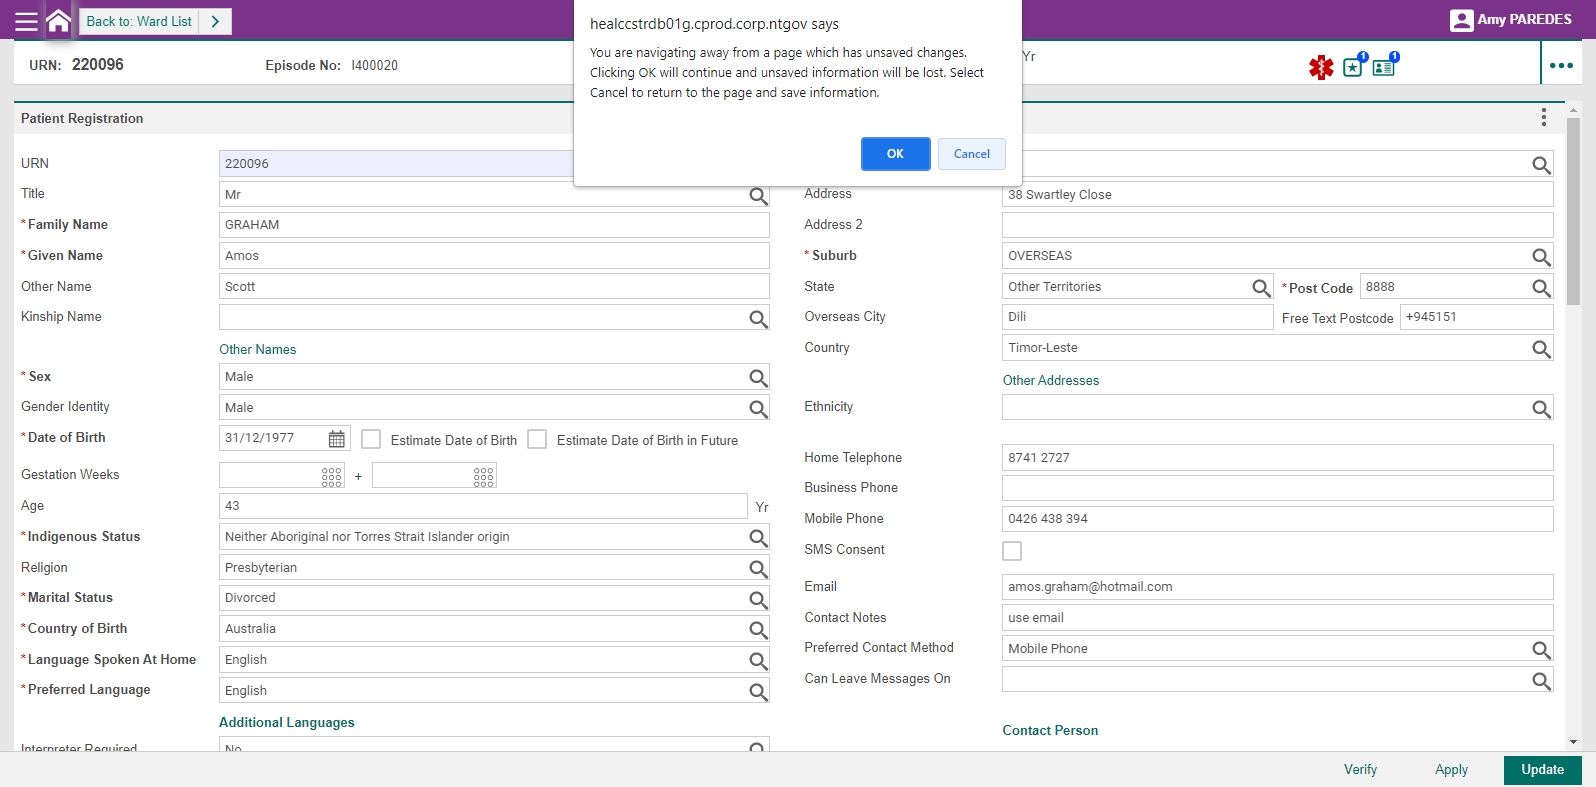 Back to: Ward List
healccstrdb01g.cprod.corp.ntgov says
Amy PAREDES
You are navigating away from a page which has unsaved changes.
Clicking OK will continue and unsaved information will be lost. Select
Cancel to return to the page and save information.
OK
Cancel
URN: 220096
Episode No: I400020
Yr
1
1
Patient Registration
URN
220096
Title
Mr
* Family Name
GRAHAM
* Given Name
Amos
Other Name
Scott
Kinship Name
Other Names
* Sex
Male
Gender Identity
Male
* Date of Birth
31/12/1977
Estimate Date of Birth
Estimate Date of Birth in Future
Gestation Weeks
+
Age
43
Yr
* Indigenous Status
Neither Aboriginal nor Torres Strait Islander origin
Religion
Presbyterian
* Marital Status
Divorced
* Country of Birth
Australia
* Language Spoken At Home
English
* Preferred Language
English
Additional Languages
Interpreter Required
No
Address
38 Swartley Close
Address 2
* Suburb
OVERSEAS
State
Other Territories
* Post Code
8888
Overseas City
Dili
Free Text Postcode
+945151
Country
Timor-Leste
Other Addresses
Ethnicity
Home Telephone
8741 2727
Business Phone
Mobile Phone
0426 438 394
SMS Consent
Email
amos.graham@hotmail.com
Contact Notes
use email
Preferred Contact Method
Mobile Phone
Can Leave Messages On
Contact Person
Verify
Apply
Update